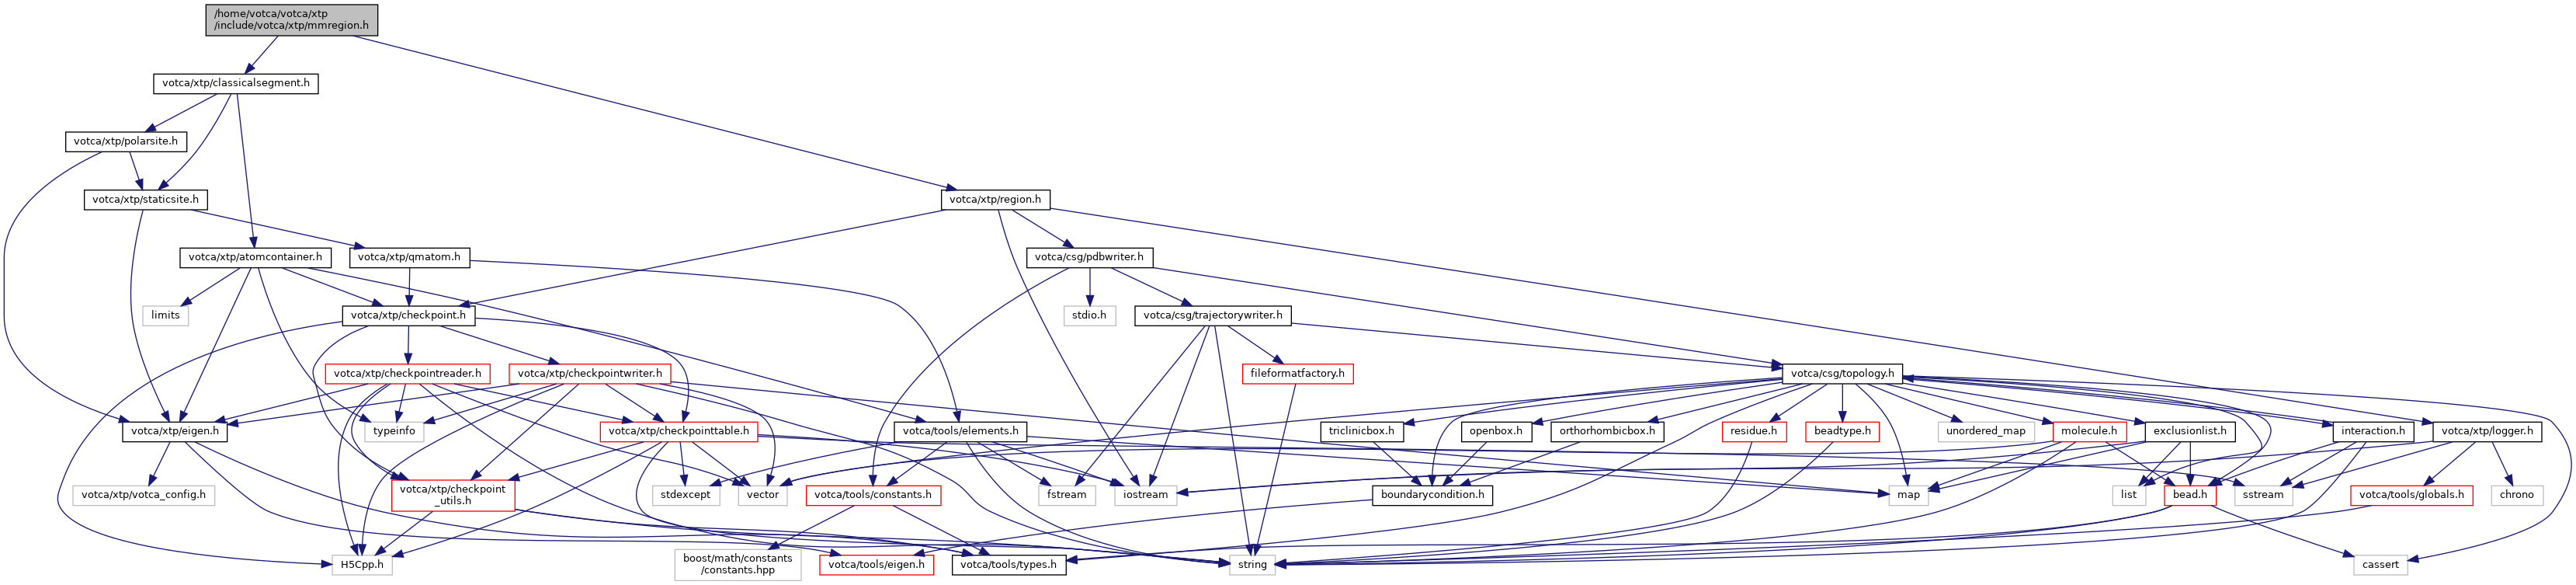 /home/votca/votca/xtp
/include/votca/xtp/mmregion.h
votca/xtp/classicalsegment.h
votca/xtp/polarsite.h
votca/xtp/staticsite.h
votca/xtp/region.h
votca/xtp/atomcontainer.h
votca/xtp/qmatom.h
votca/csg/pdbwriter.h
limits
votca/xtp/checkpoint.h
stdio.h
votca/csg/trajectorywriter.h
votca/xtp/checkpointreader.h
votca/xtp/checkpointwriter.h
fileformatfactory.h
votca/csg/topology.h
votca/xtp/eigen.h
typeinfo
votca/xtp/checkpointtable.h
votca/tools/elements.h
triclinicbox.h
openbox.h
orthorhombicbox.h
residue.h
beadtype.h
unordered_map
molecule.h
exclusionlist.h
interaction.h
votca/xtp/logger.h
votca/xtp/votca_config.h
votca/xtp/checkpoint
_utils.h
stdexcept
vector
votca/tools/constants.h
fstream
iostream
boundarycondition.h
map
list
bead.h
sstream
votca/tools/globals.h
chrono
H5Cpp.h
boost/math/constants
/constants.hpp
votca/tools/eigen.h
votca/tools/types.h
string
cassert